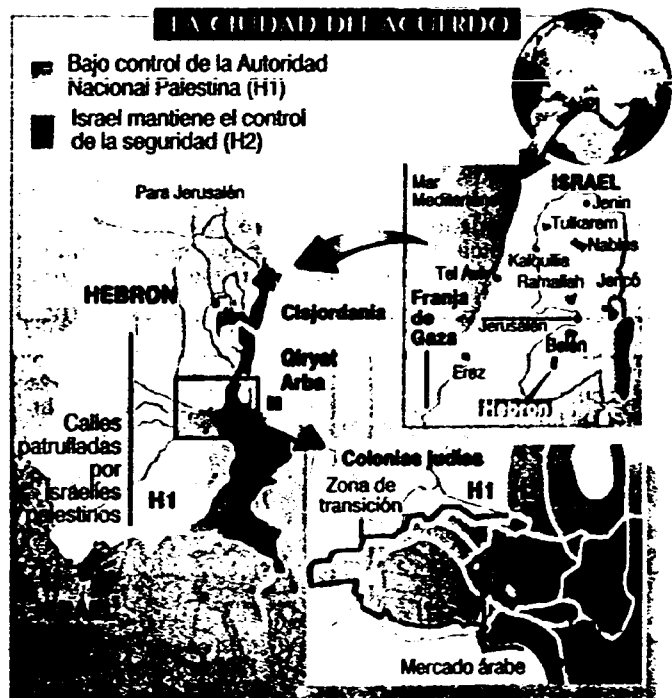 LA CIUDAD DEL ACUERDO
Bajo control de la Autoridad
Nacional Palestina (H1)
Israel mantiene el control
de la seguridad (H2)
Para Jerusalén
HEBRON
Cisjordania
Qiryat
Arba
Calles
patrulladas
por
israelíes
palestinos
H1
Mar
Mediterráneo
ISRAEL
Jenin
Tulkarem
Nablus
Kalquilia
Tel Aviv
Ramallah
Jericó
Franja
de
Gaza
Jerusalén
Belén
Erez
Hebron
Colonias judías
Zona de
transición
H1
Mercado árabe